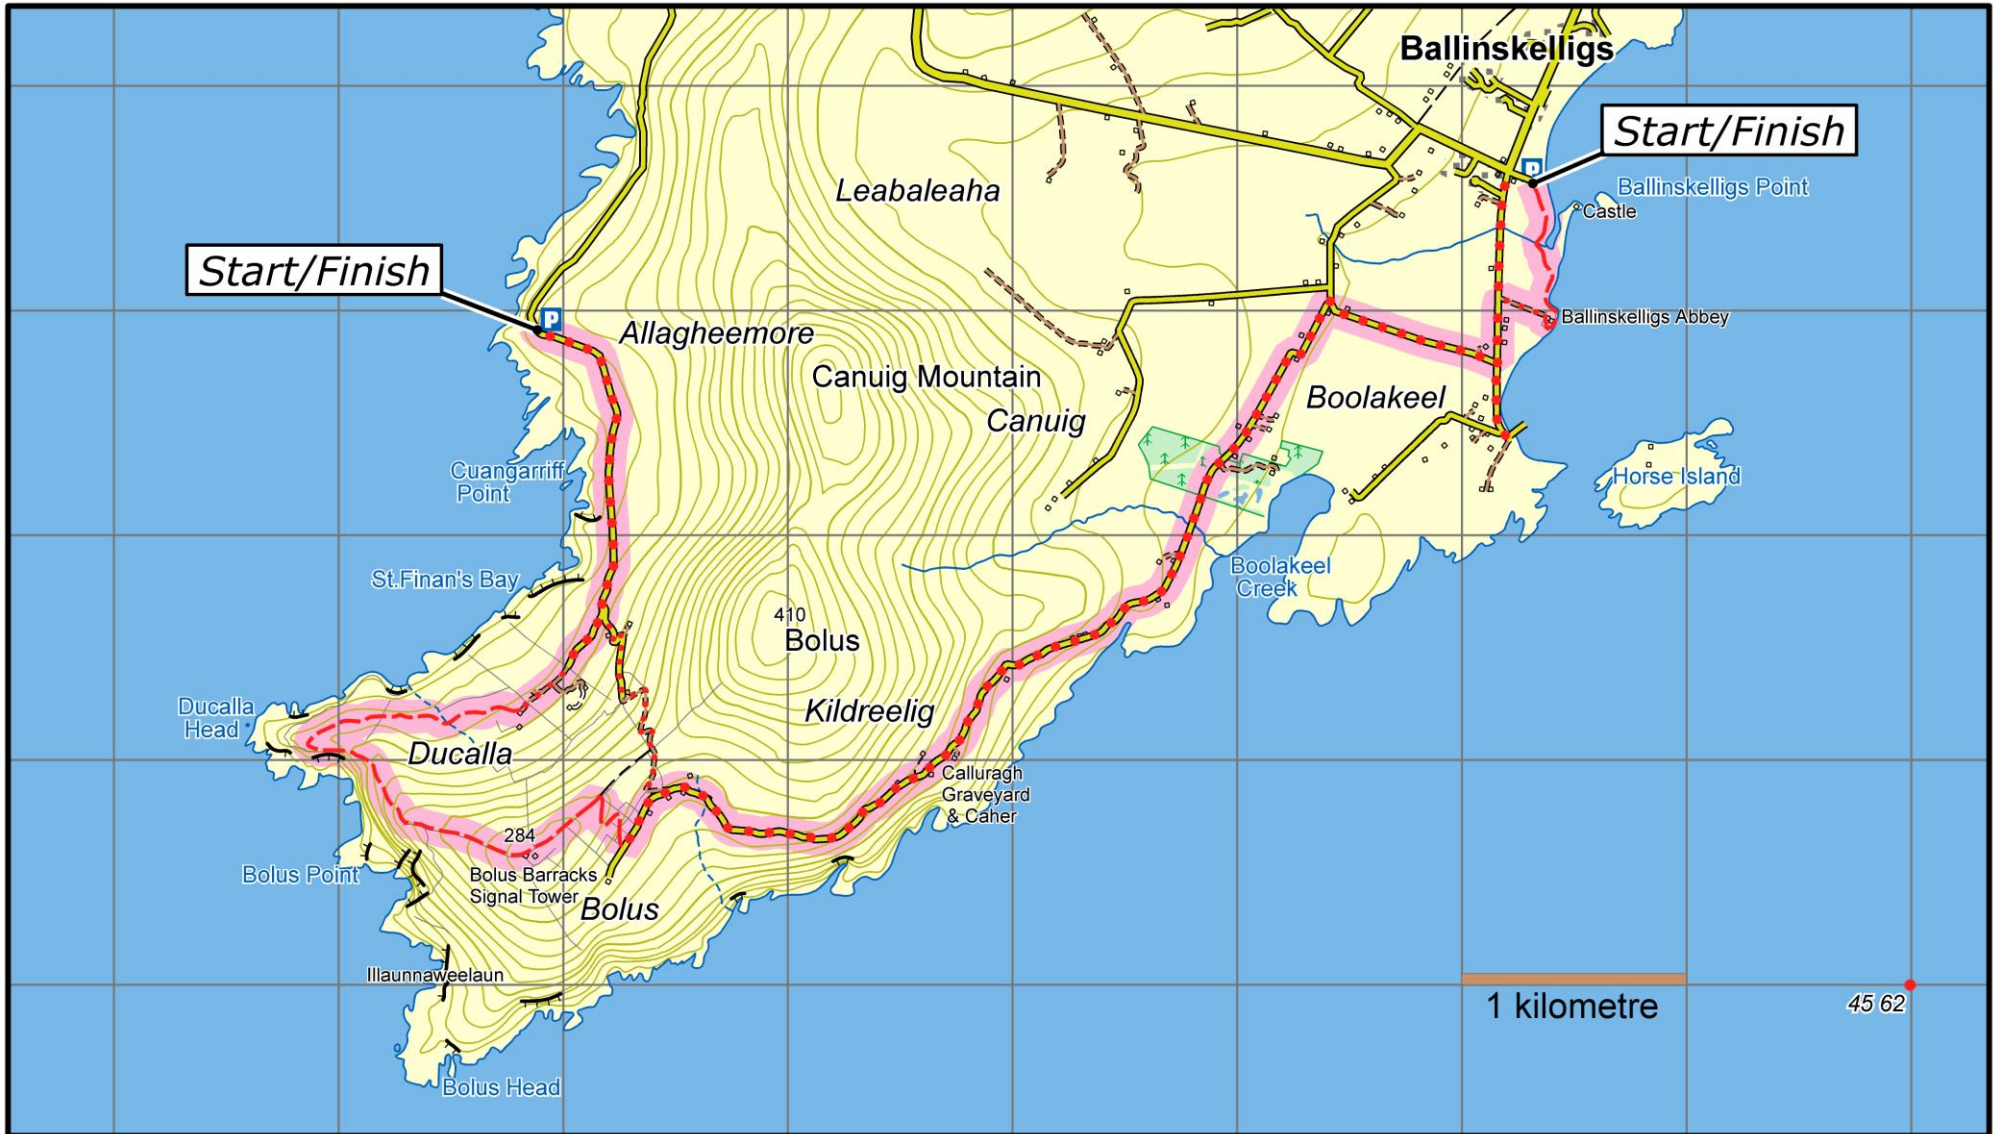 Ballinskelligs
P
Start/Finish
Ballinskelligs Point
Castle
Leabaleaha
Start/Finish
P
Allagheemore
Ballinskelligs Abbey
Canuig Mountain
Canuig
Boolakeel
Cuangarriff
Point
Horse Island
St.Finan's Bay
Boolakeel
Creek
410
Bolus
Ducalla
Head
Kildreelig
Ducalla
Calluragh
Graveyard
& Caher
284
Bolus Point
Bolus Barracks
Signal Tower
Bolus
Illaunnaweelaun
1 kilometre
45 62
Bolus Head